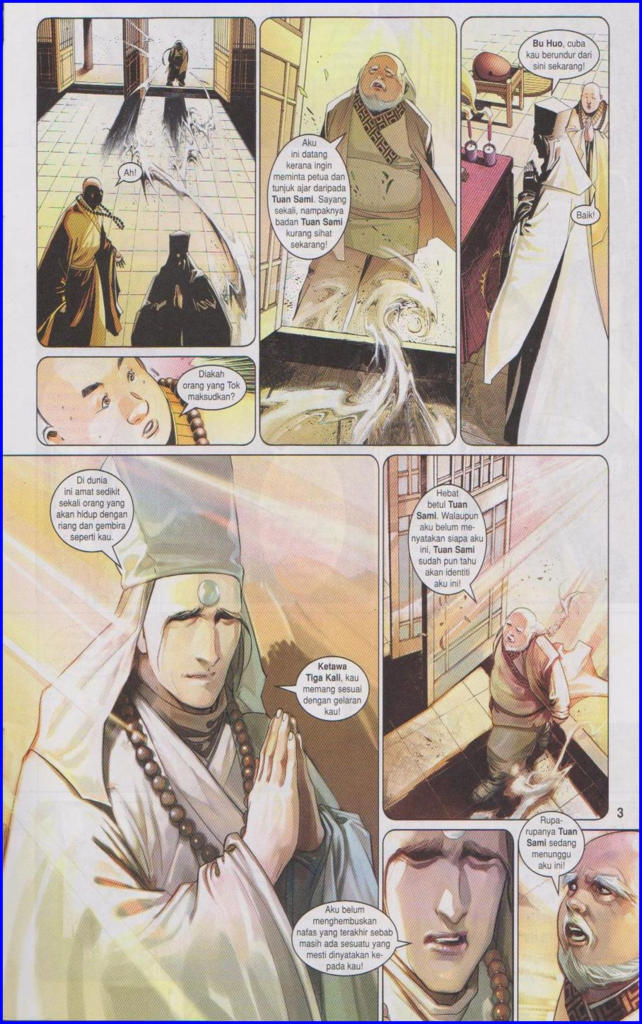 Ah!
Aku
ini datang
kerana ingin
meminta petua dan
tunjuk ajar daripada
Tuan Sami. Sayang
sekali, nampaknya
badan Tuan Sami
kurang sihat
sekarang!
Bu Huo, cuba
kau berundur dari
sini sekarang!
Baik!
Diakah
orang yang Tok
maksudkan?
Di dunia
ini amat sedikit
sekali orang yang
akan hidup dengan
riang dan gembira
seperti kau.
Ketawa
Tiga Kali, kau
memang sesuai
dengan gelaran
kau!
Hebat
betul Tuan
Sami. Walaupun
aku belum me-
nyatakan siapa aku
ini, Tuan Sami
sudah pun tahu
akan identiti
aku ini!
Aku belum
menghembuskan
nafas yang terakhir sebab
masih ada sesuatu yang
mesti dinyatakan ke-
pada kau!
Rupa-
rupanya Tuan
Sami sedang
menunggu
aku ini!
3